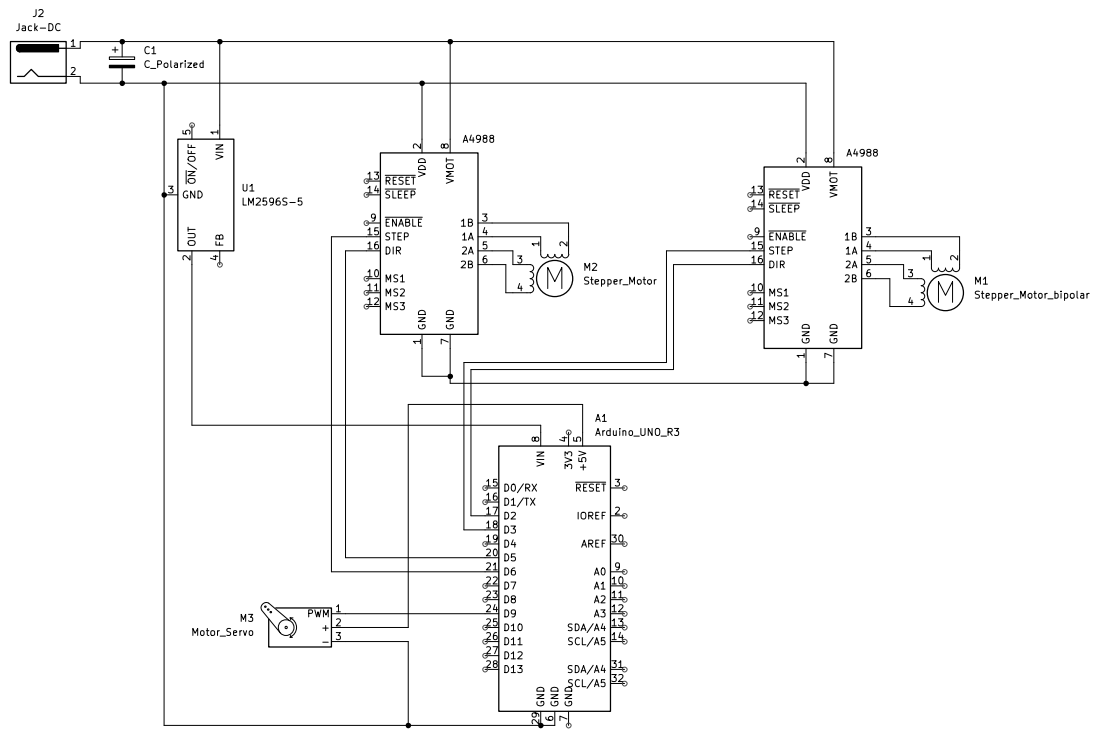 J2
Jack-DC
1
2
+
C1
C_Polarized
5
1
ON/OFF
VIN
3
GND
U1
LM2596S-5
OUT
FB
2
4
A4988
2
8
VDD
VMOT
13
RESET
14
SLEEP
9
ENABLE
15
STEP
16
DIR
10
MS1
11
MS2
12
MS3
1B
3
1A
4
2A
5
2B
6
GND
GND
1
7
1
2
3
4
M
M2
Stepper_Motor
A4988
2
8
VDD
VMOT
13
RESET
14
SLEEP
9
ENABLE
15
STEP
16
DIR
10
MS1
11
MS2
12
MS3
1B
3
1A
4
2A
5
2B
6
GND
GND
1
7
1
2
3
4
M
M1
Stepper_Motor_bipolar
A1
Arduino_UNO_R3
8
4
5
VIN
3V3
+5V
15
D0/RX
16
D1/TX
17
D2
18
D3
19
D4
20
D5
21
D6
22
D7
23
D8
24
D9
25
D10
26
D11
27
D12
28
D13
RESET
3
IOREF
2
AREF
30
A0
9
A1
10
A2
11
A3
12
SDA/A4
13
SCL/A5
14
SDA/A4
31
SCL/A5
32
GND
GND
GND
29
6
7
M3
Motor_Servo
PWM
1
+
2
-
3